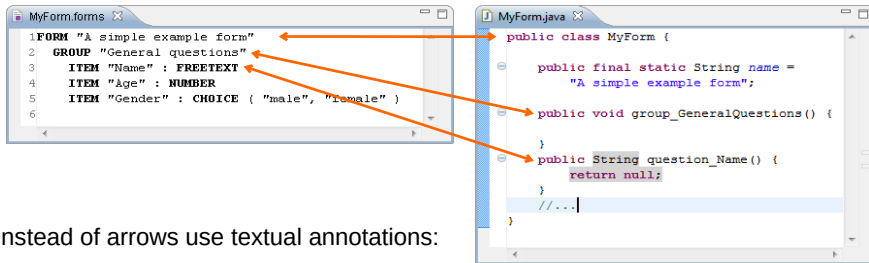 MyForm.forms
1FORM "A simple example form"
2 GROUP "General questions"
3 ITEM "Name" : FREETEXT
4 ITEM "Age" : NUMBER
5 ITEM "Gender" : CHOICE ( "male", "female" )
6
MyForm.java
public class MyForm {
public final static String name =
"A simple example form";
public void group_GeneralQuestions() {
}
public String question_Name() {
return null;
}
//...
}
nstead of arrows use textual annotations: